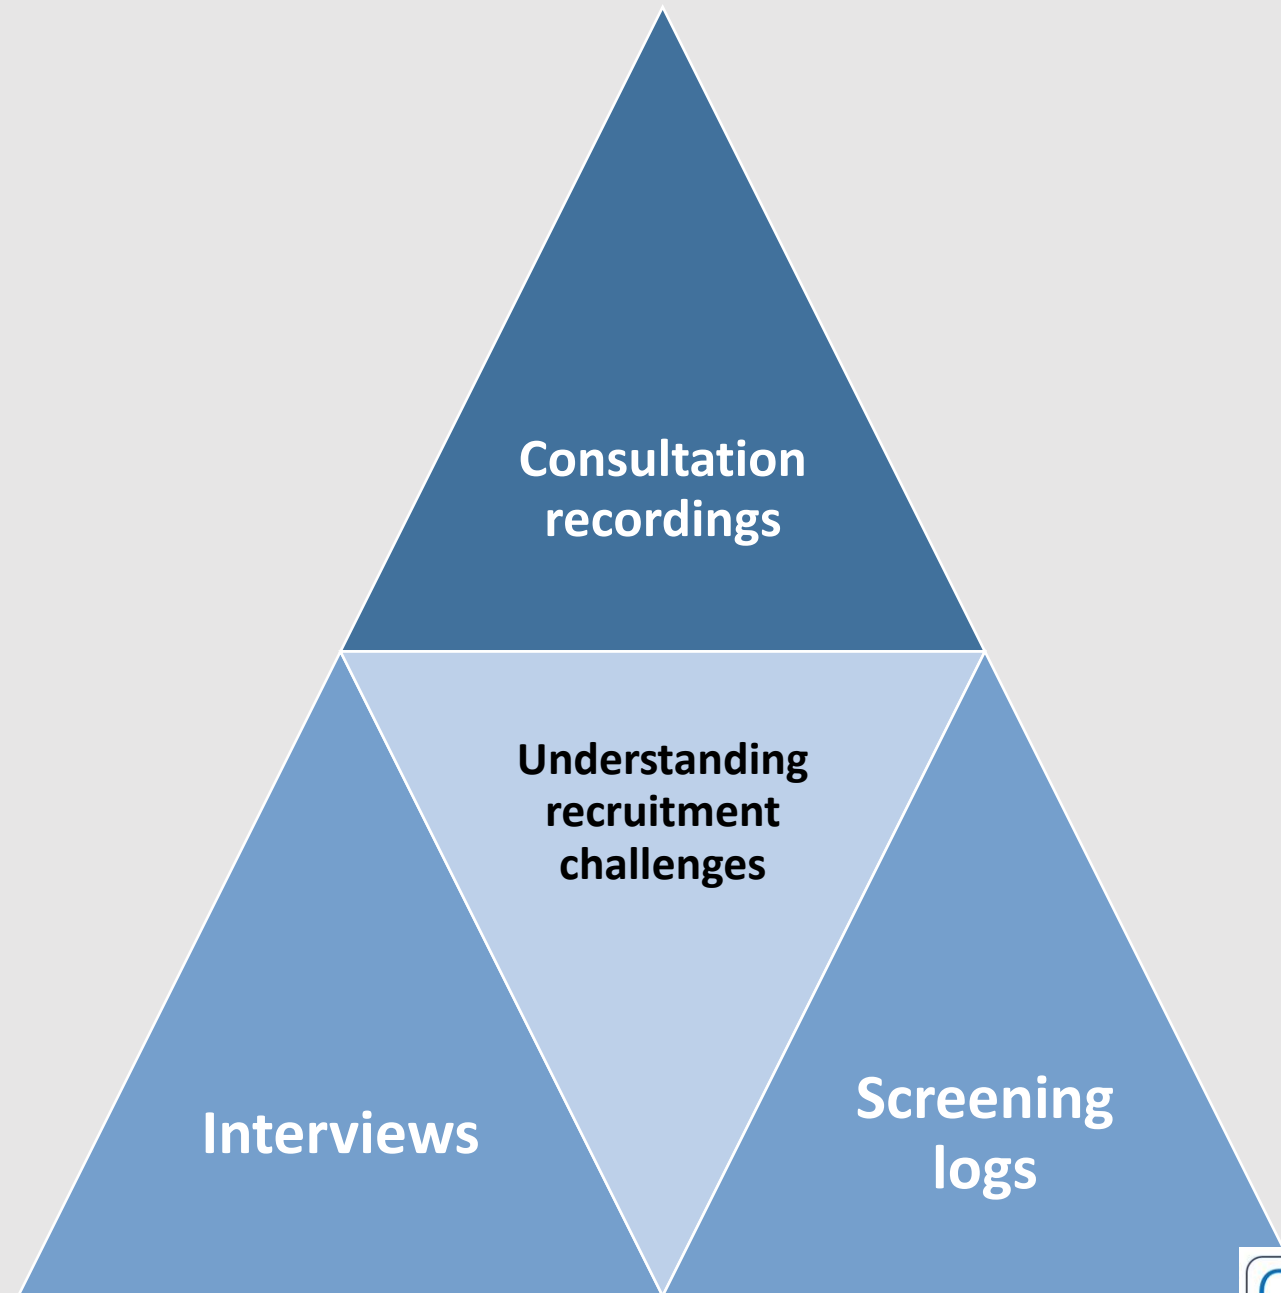 Consultation
recordings
Understanding
recruitment
challenges
Interviews
Screening
logs